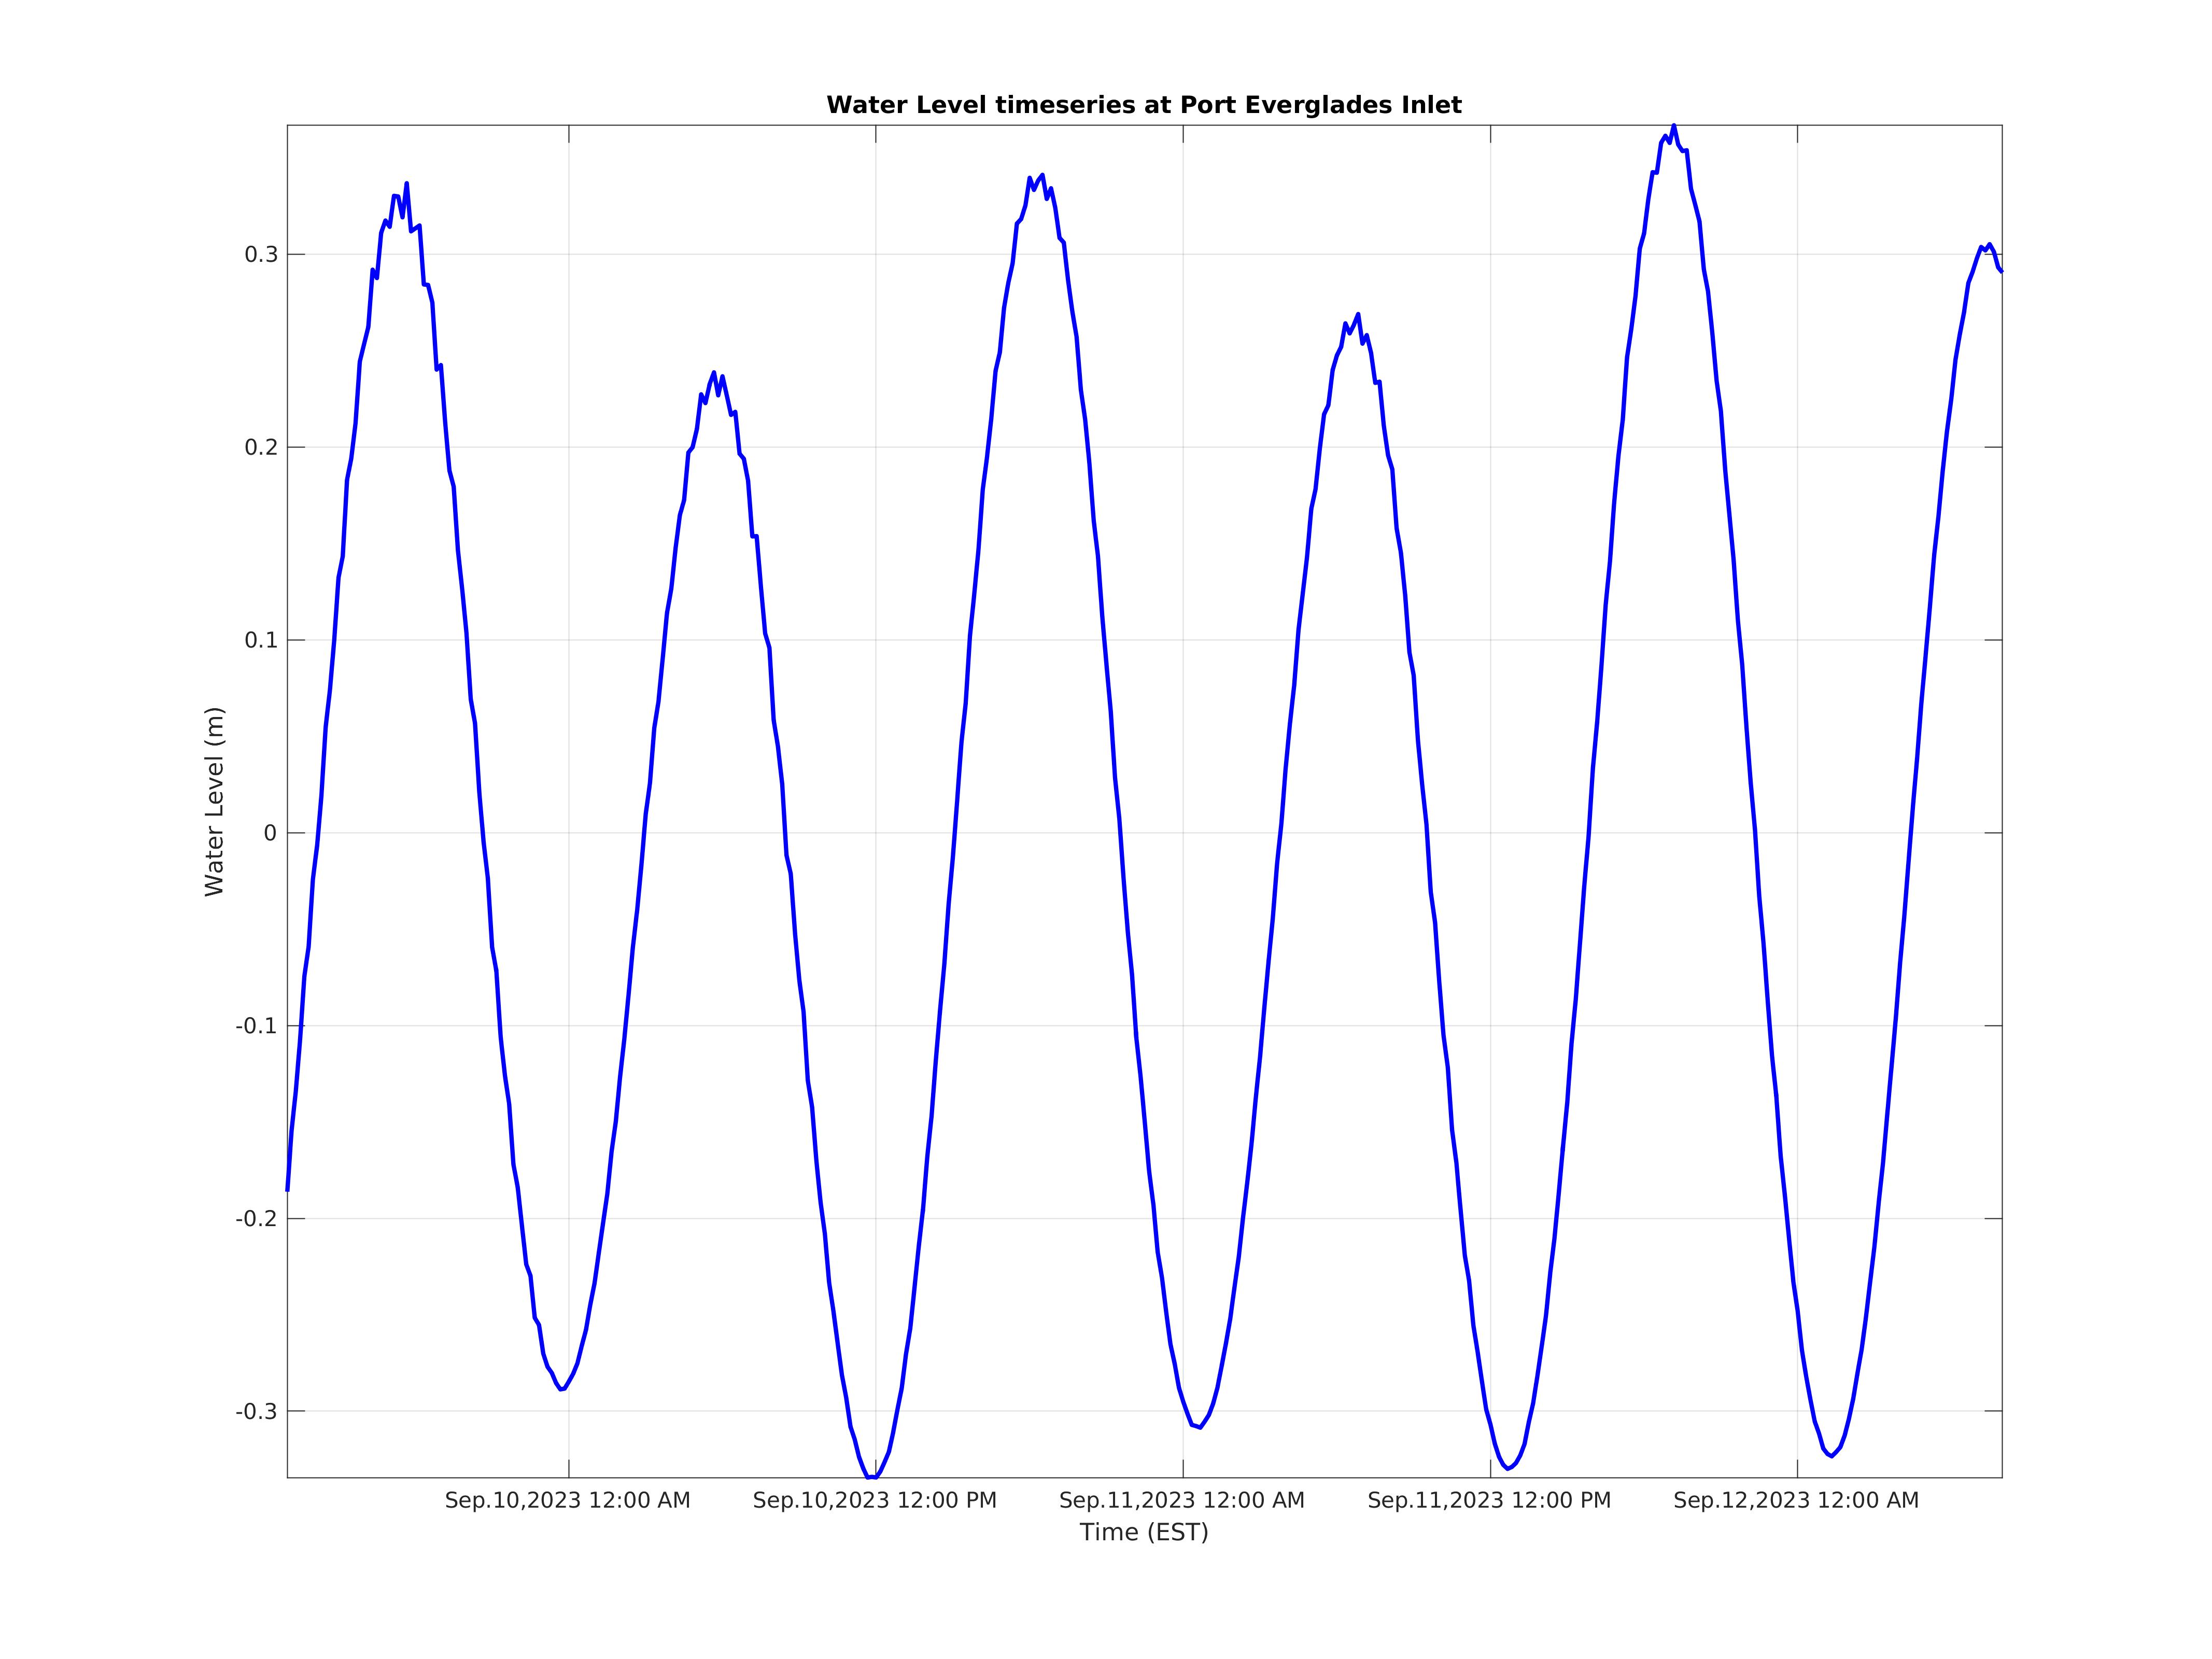 Water Level timeseries at Port Everglades Inlet
0.3
0.2
0.1
0
-0.1
-0.2
-0.3
Water Level (m)
Sep.10,2023 12:00 AM
Sep.10,2023 12:00 PM
Sep.11,2023 12:00 AM
Sep.11,2023 12:00 PM
Sep.12,2023 12:00 AM
Time (EST)